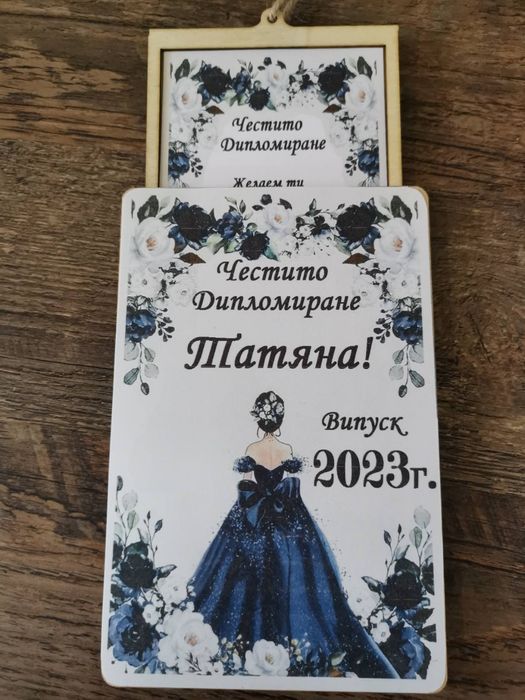 Честито
Дипломиране
Желаем ти
Честито
Дипломиране
Татяна!
Випуск
2023г.